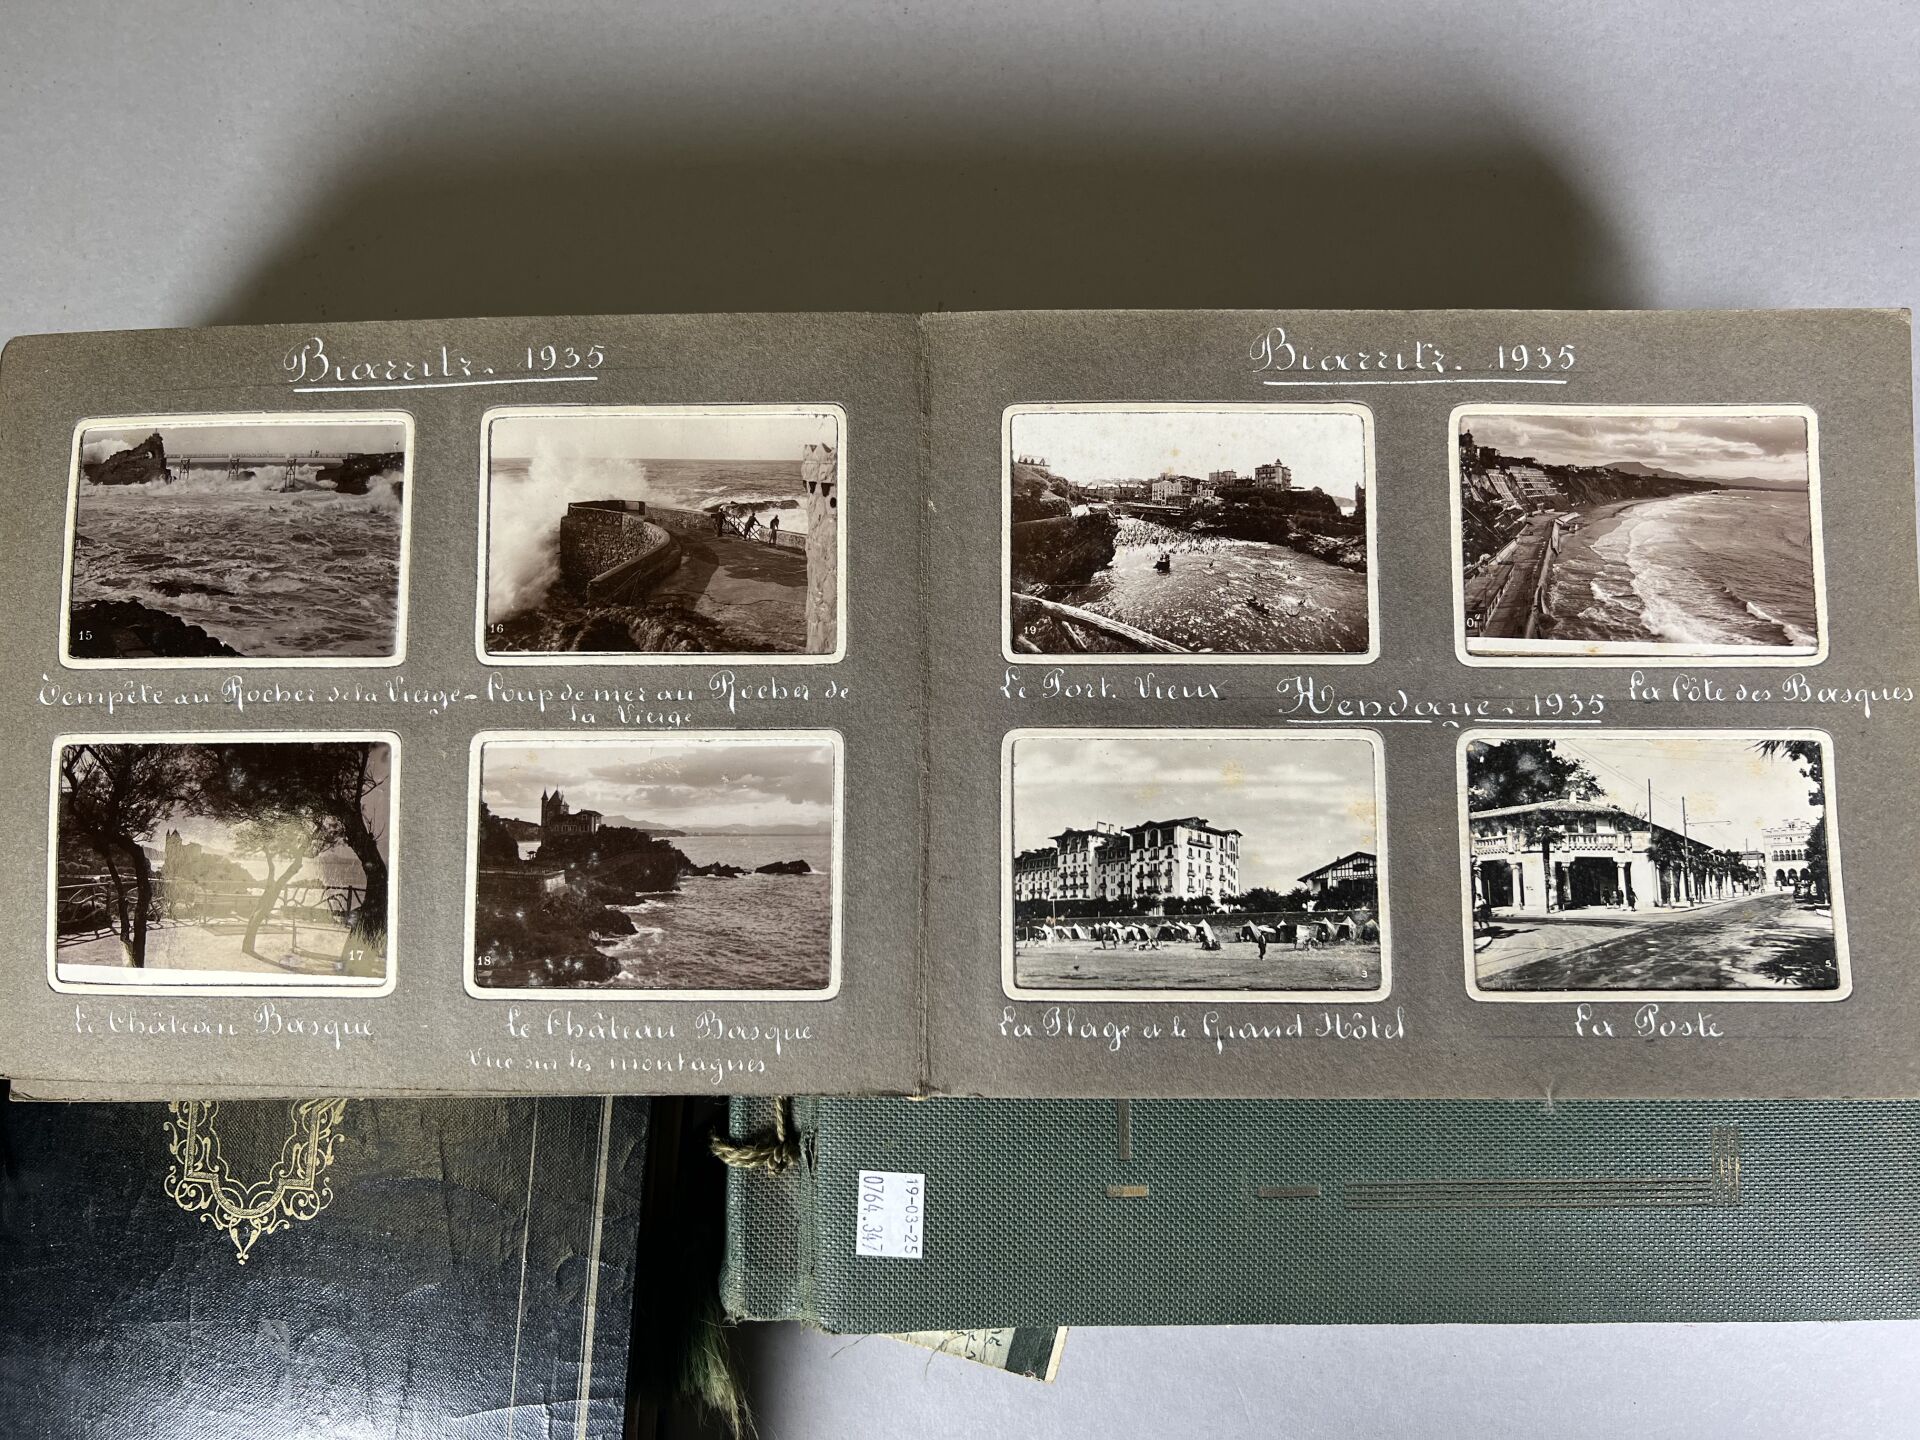 Biarritz. 1935
15
16
Tempête au Rocher de la Vierge - Coup de mer au Rocher de
la Vierge
17
18
Le Château Basque
Le Château Basque
Vue sur les montagnes
Biarritz. 1935
19
Le Port. Vieux
La Côte des Basques
Hendaye. 1935
3
5
La Plage et le Grand Hôtel
La Poste
19-03-25
0764.347